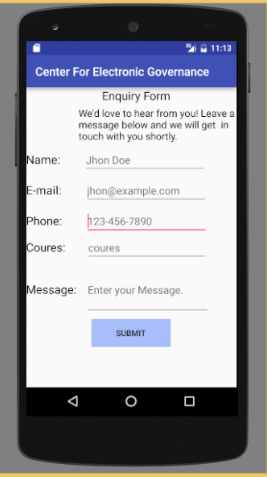 11:13
Center For Electronic Governance
Enquiry Form
We'd love to hear from you! Leave a
message below and we will get in
touch with you shortly.
Name: Jhon Doe
E-mail: jhon@example.com
Phone: 123-456-7890
Coures: coures
Message: Enter your Message.
SUBMIT